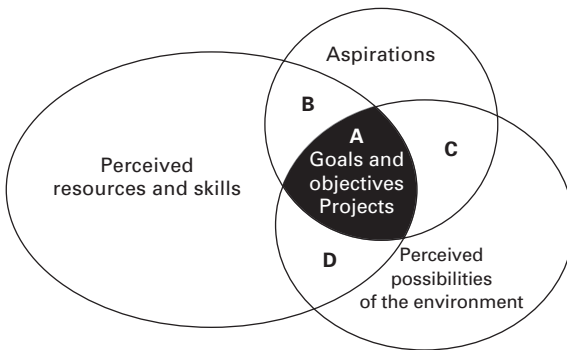 Aspirations
B
A
Goals and
objectives
Projects
C
Perceived
resources and skills
D
Perceived
possibilities
of the environment